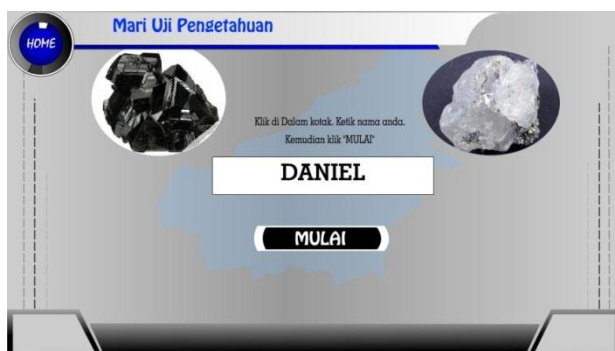 HOME
Mari Uji Pengetahuan
Klik di Dalam kotak. Ketik nama anda.
Kemudian klik "MULAI"
DANIEL
MULAI